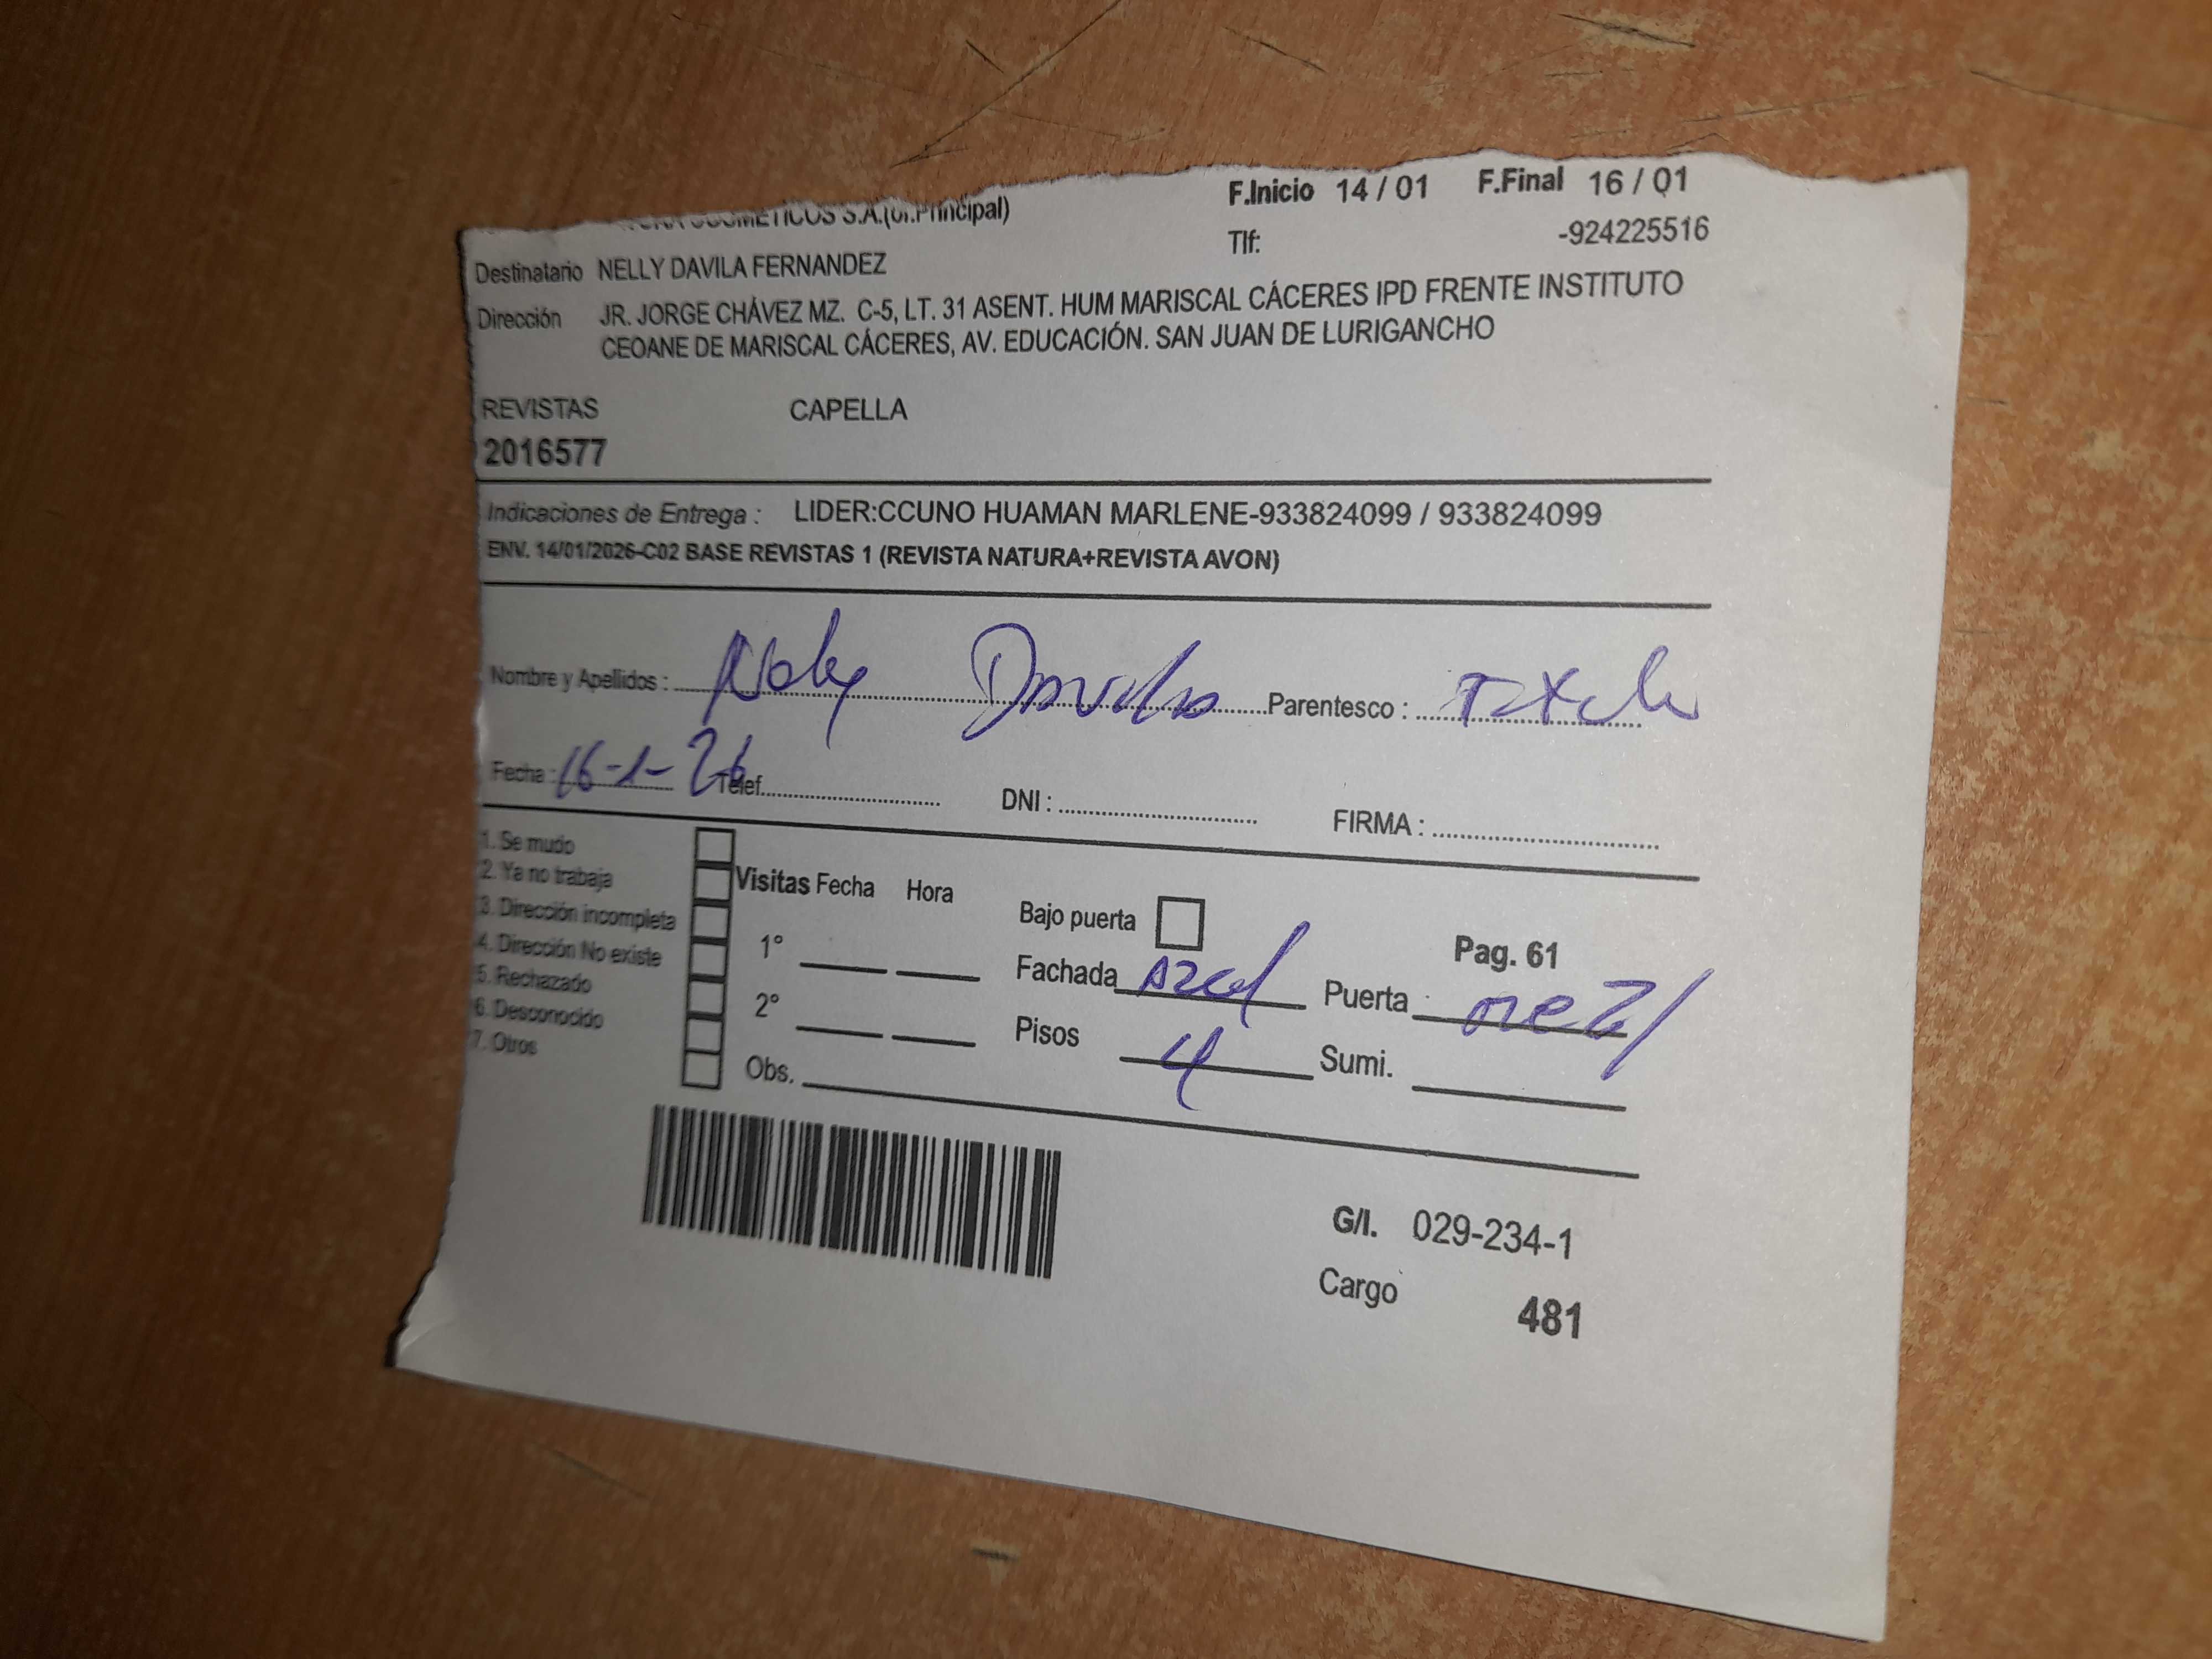 COSMETICOS S.A.(of.Principal) F.Inicio 14 / 01 F.Final 16 / 01
Tlf: -924225516
Destinatario NELLY DAVILA FERNANDEZ
Dirección JR. JORGE CHÁVEZ MZ. C-5, LT. 31 ASENT. HUM MARISCAL CÁCERES IPD FRENTE INSTITUTO
CEOANE DE MARISCAL CÁCERES, AV. EDUCACIÓN. SAN JUAN DE LURIGANCHO
REVISTAS CAPELLA
2016577
Indicaciones de Entrega : LIDER:CCUNO HUAMAN MARLENE-933824099 / 933824099
ENV. 14/01/2026-C02 BASE REVISTAS 1 (REVISTA NATURA+REVISTA AVON)
Nombre y Apellidos : Nely Davila Parentesco :
Fecha : 16-1-26 Telef. DNI : FIRMA :
1. Se mudo
2. Ya no trabaja
3. Dirección incompleta
4. Dirección No existe
5. Rechazado
6. Desconocido
7. Otros
Visitas Fecha Hora
1°
2°
Obs.
Bajo puerta Pag. 61
Fachada Azul Puerta :
Pisos 4 Sumi.
G/I. 029-234-1
Cargo 481